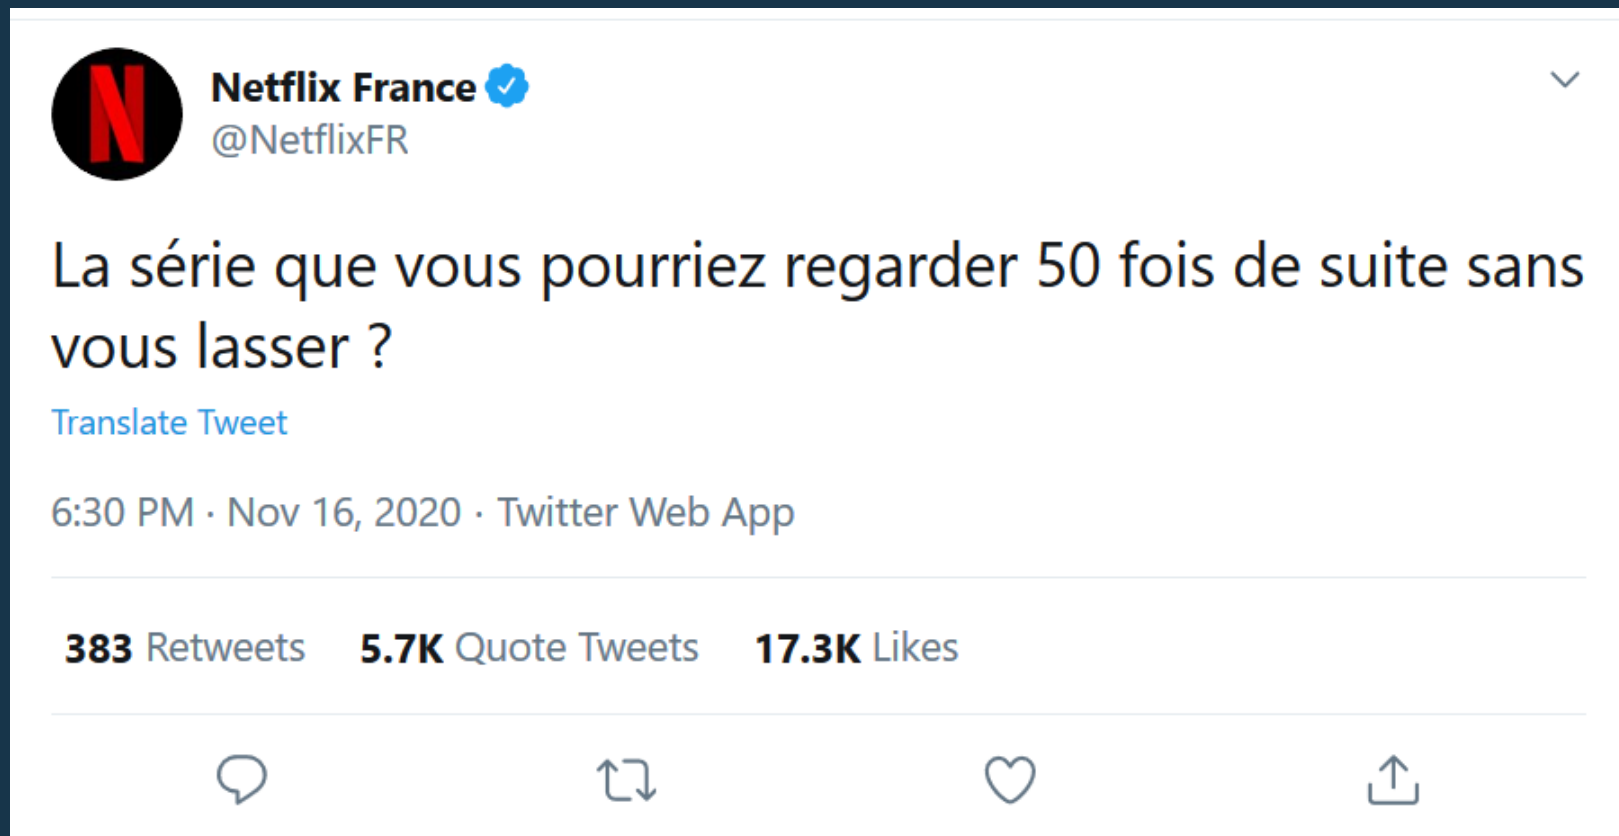 Netflix France
@NetflixFR
La série que vous pourriez regarder 50 fois de suite sans
vous lasser ?
Translate Tweet
6:30 PM · Nov 16, 2020 · Twitter Web App
383 Retweets 5.7K Quote Tweets 17.3K Likes